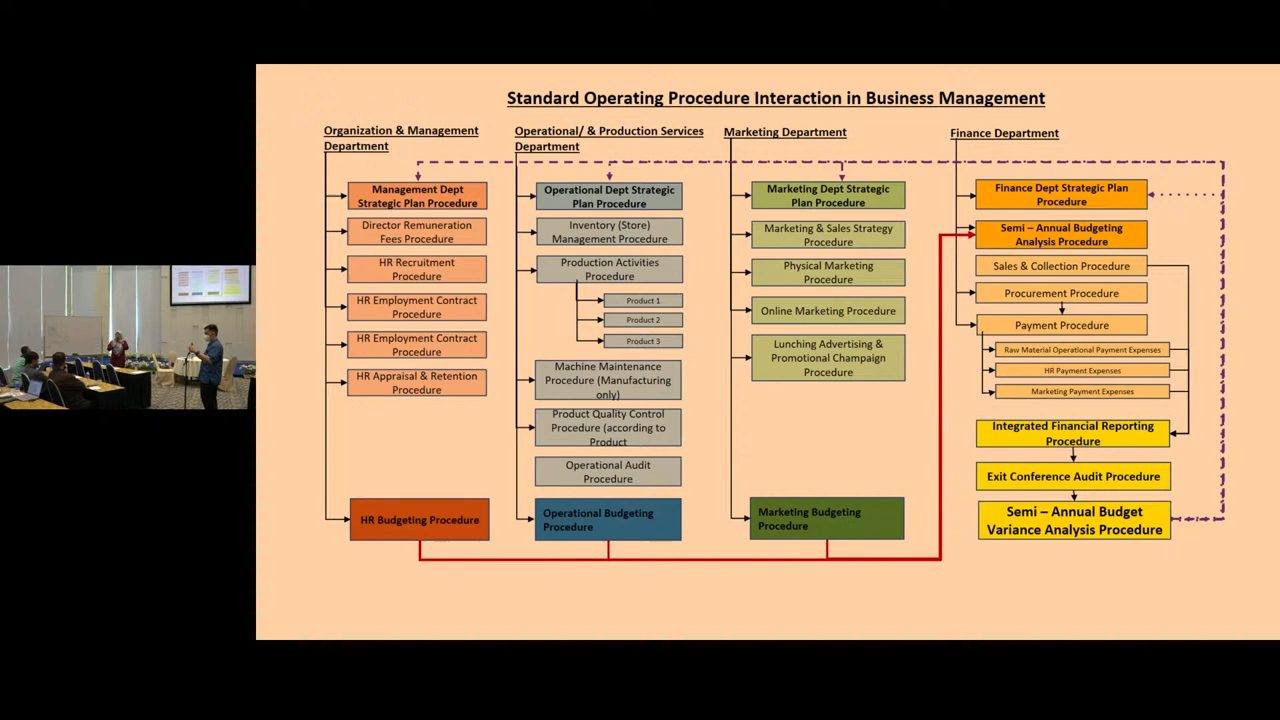 Standard Operating Procedure Interaction in Business Management
Organization & Management
Department
Management Dept
Strategic Plan Procedure
Director Remuneration
Fees Procedure
HR Recruitment
Procedure
HR Employment Contract
Procedure
HR Employment Contract
Procedure
HR Appraisal & Retention
Procedure
HR Budgeting Procedure
Operational/ & Production Services
Department
Operational Dept Strategic
Plan Procedure
Inventory (Store)
Management Procedure
Production Activities
Procedure
Product 1
Product 2
Product 3
Machine Maintenance
Procedure (Manufacturing
only)
Product Quality Control
Procedure (according to
Product
Operational Audit
Procedure
Operational Budgeting
Procedure
Marketing Department
Marketing Dept Strategic
Plan Procedure
Marketing & Sales Strategy
Procedure
Physical Marketing
Procedure
Online Marketing Procedure
Lunching Advertising &
Promotional Champaign
Procedure
Marketing Budgeting
Procedure
Finance Department
Finance Dept Strategic Plan
Procedure
Semi – Annual Budgeting
Analysis Procedure
Sales & Collection Procedure
Procurement Procedure
Payment Procedure
Raw Material Operational Payment Expenses
HR Payment Expenses
Marketing Payment Expenses
Integrated Financial Reporting
Procedure
Exit Conference Audit Procedure
Semi – Annual Budget
Variance Analysis Procedure